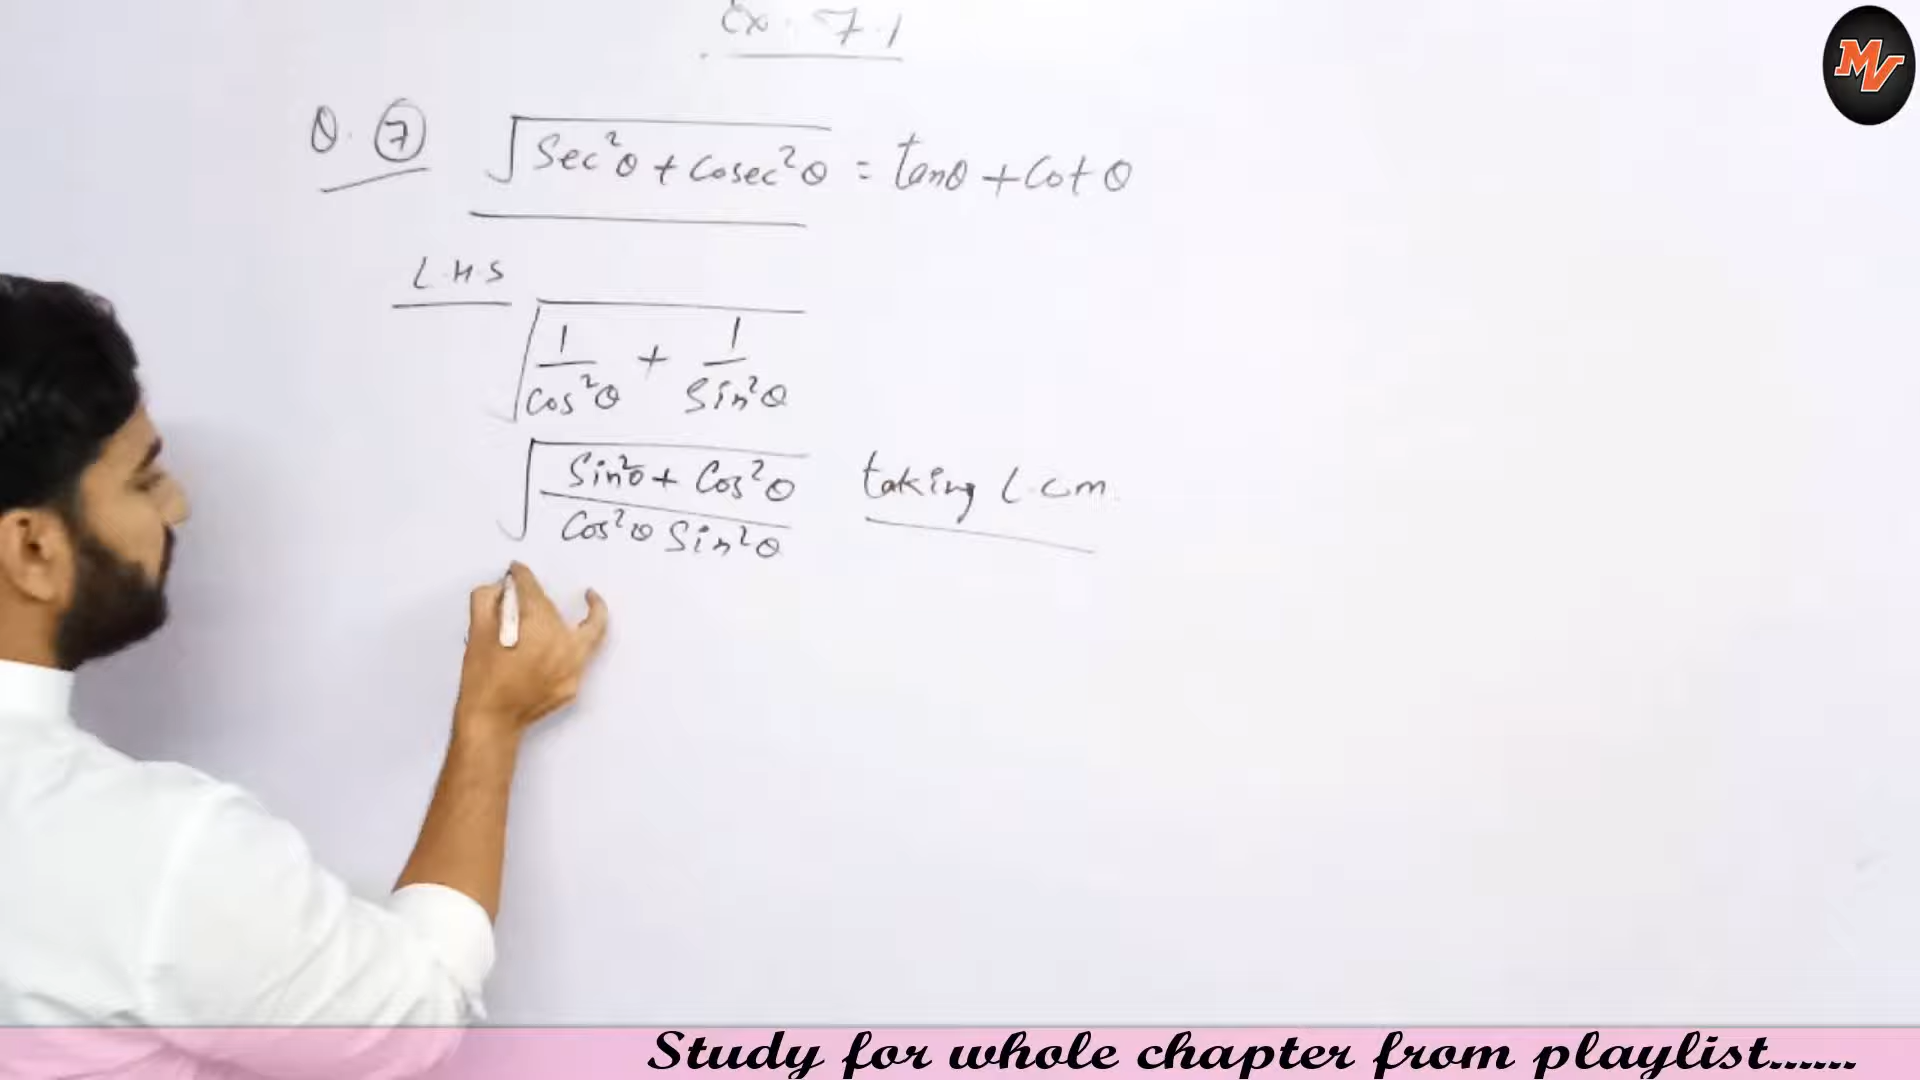 Ex. 7.1
MV
Q. 7 √(Sec²θ + Cosec²θ) = tanθ + Cot θ
L.H.S
√(1/Cos²θ + 1/Sin²θ)
√((Sin²θ + Cos²θ)/(Cos²θ Sin²θ)) taking L.C.m
Study for whole chapter from playlist......